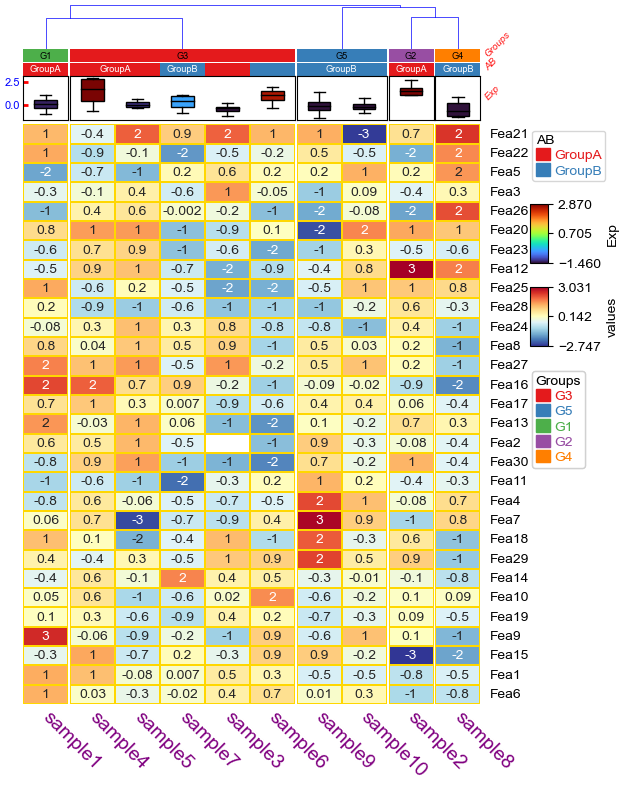 G1 G3 G5 G2 G4 Groups
GroupA GroupA GroupB GroupB GroupA GroupB AB
2.5
0.0
Exp
1 -0.4 2 0.9 2 1 1 -3 0.7 2 Fea21
1 -0.9 -0.1 -2 -0.5 -0.2 0.5 -0.5 -2 2 Fea22
-2 -0.7 -1 0.2 0.6 0.2 0.2 1 0.2 2 Fea5
-0.3 -0.1 0.4 -0.6 1 -0.05 -1 0.09 -0.4 0.3 Fea3
-1 0.4 0.6 -0.002 -0.2 -1 -2 -0.08 -2 2 Fea26
0.8 1 1 -1 -0.9 0.1 -2 2 1 1 Fea20
-0.6 0.7 0.9 -1 -0.6 -2 -1 0.3 -0.5 -0.6 Fea23
-0.5 0.9 1 -0.7 -2 -0.9 -0.4 0.8 3 2 Fea12
1 -0.6 0.2 -0.5 -2 -2 -0.5 1 1 0.8 Fea25
0.2 -0.9 -1 -0.6 -1 -1 -1 -0.2 0.6 -0.3 Fea28
-0.08 0.3 1 0.3 0.8 -0.8 -0.8 -1 0.4 -1 Fea24
0.8 0.04 1 0.5 0.9 -1 0.5 0.03 0.2 -1 Fea8
2 1 1 -0.5 1 -0.2 0.5 1 0.2 -1 Fea27
2 2 0.7 0.9 -0.2 -1 -0.09 -0.02 -0.9 -2 Fea16
0.7 1 0.3 0.007 -0.9 -0.6 0.4 0.4 0.06 -0.4 Fea17
2 -0.03 1 0.06 -1 -2 0.1 -0.2 0.7 0.3 Fea13
0.6 0.5 1 -0.5 -1 0.9 -0.3 -0.08 -0.4 Fea2
-0.8 0.9 1 -1 -1 -2 0.7 -0.2 1 -0.4 Fea30
-1 -0.6 -1 -2 -0.3 0.2 1 0.2 -0.4 -0.3 Fea11
-0.8 0.6 -0.06 -0.5 -0.7 -0.5 2 1 -0.08 0.7 Fea4
0.06 0.7 -3 -0.7 -0.9 0.4 3 0.9 -1 0.8 Fea7
1 0.1 -2 -0.4 1 -1 2 -0.3 0.6 -1 Fea18
0.4 -0.4 0.3 -0.5 1 0.9 2 0.5 0.9 -1 Fea29
-0.4 0.6 -0.1 2 0.4 0.5 -0.3 -0.01 -0.1 -0.8 Fea14
0.05 0.6 -1 -0.6 0.02 2 -0.6 -0.2 0.1 0.09 Fea10
0.1 0.3 -0.6 -0.9 0.4 0.2 -0.7 -0.3 0.09 -0.5 Fea19
3 -0.06 -0.9 -0.2 -1 0.9 -0.6 1 0.1 -1 Fea9
-0.3 1 -0.7 0.2 -0.3 0.9 0.9 -0.2 -3 -2 Fea15
1 1 -0.08 0.007 0.5 0.3 -0.5 -0.5 -0.8 -0.5 Fea1
1 0.03 -0.3 -0.02 0.4 0.7 0.01 0.3 -1 -0.8 Fea6
sample1 sample4 sample5 sample7 sample3 sample6 sample9 sample10 sample2 sample8
AB
GroupA
GroupB
2.870
0.705
-1.460
Exp
3.031
0.142
-2.747
values
Groups
G3
G5
G1
G2
G4